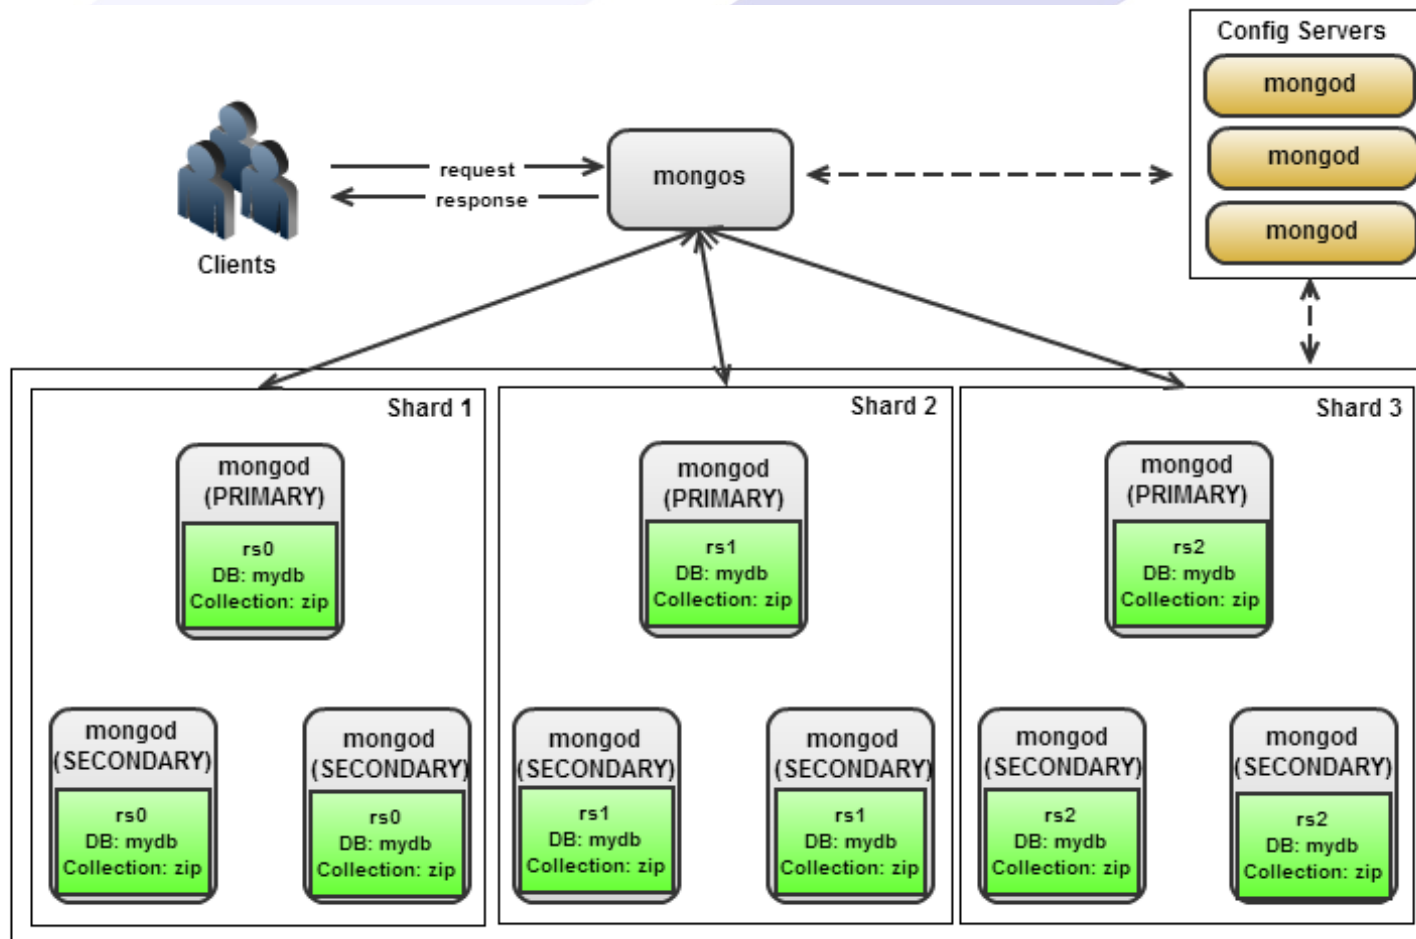 Config Servers
mongod
mongod
mongod
request
response
mongos
Clients
Shard 1
mongod
(PRIMARY)
rs0
DB: mydb
Collection: zip
mongod
(SECONDARY)
rs0
DB: mydb
Collection: zip
mongod
(SECONDARY)
rs0
DB: mydb
Collection: zip
Shard 2
mongod
(PRIMARY)
rs1
DB: mydb
Collection: zip
mongod
(SECONDARY)
rs1
DB: mydb
Collection: zip
mongod
(SECONDARY)
rs1
DB: mydb
Collection: zip
Shard 3
mongod
(PRIMARY)
rs2
DB: mydb
Collection: zip
mongod
(SECONDARY)
rs2
DB: mydb
Collection: zip
mongod
(SECONDARY)
rs2
DB: mydb
Collection: zip